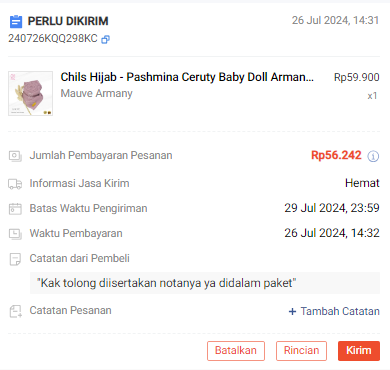 PERLU DIKIRIM
26 Jul 2024, 14:31
240726KQQ298KC
Chils Hijab - Pashmina Ceruty Baby Doll Arman...
Rp59.900
Mauve Armany
x1
Jumlah Pembayaran Pesanan
Rp56.242
Informasi Jasa Kirim
Hemat
Batas Waktu Pengiriman
29 Jul 2024, 23:59
Waktu Pembayaran
26 Jul 2024, 14:32
Catatan dari Pembeli
"Kak tolong diisertakan notanya ya didalam paket"
Catatan Pesanan
+ Tambah Catatan
Batalkan
Rincian
Kirim